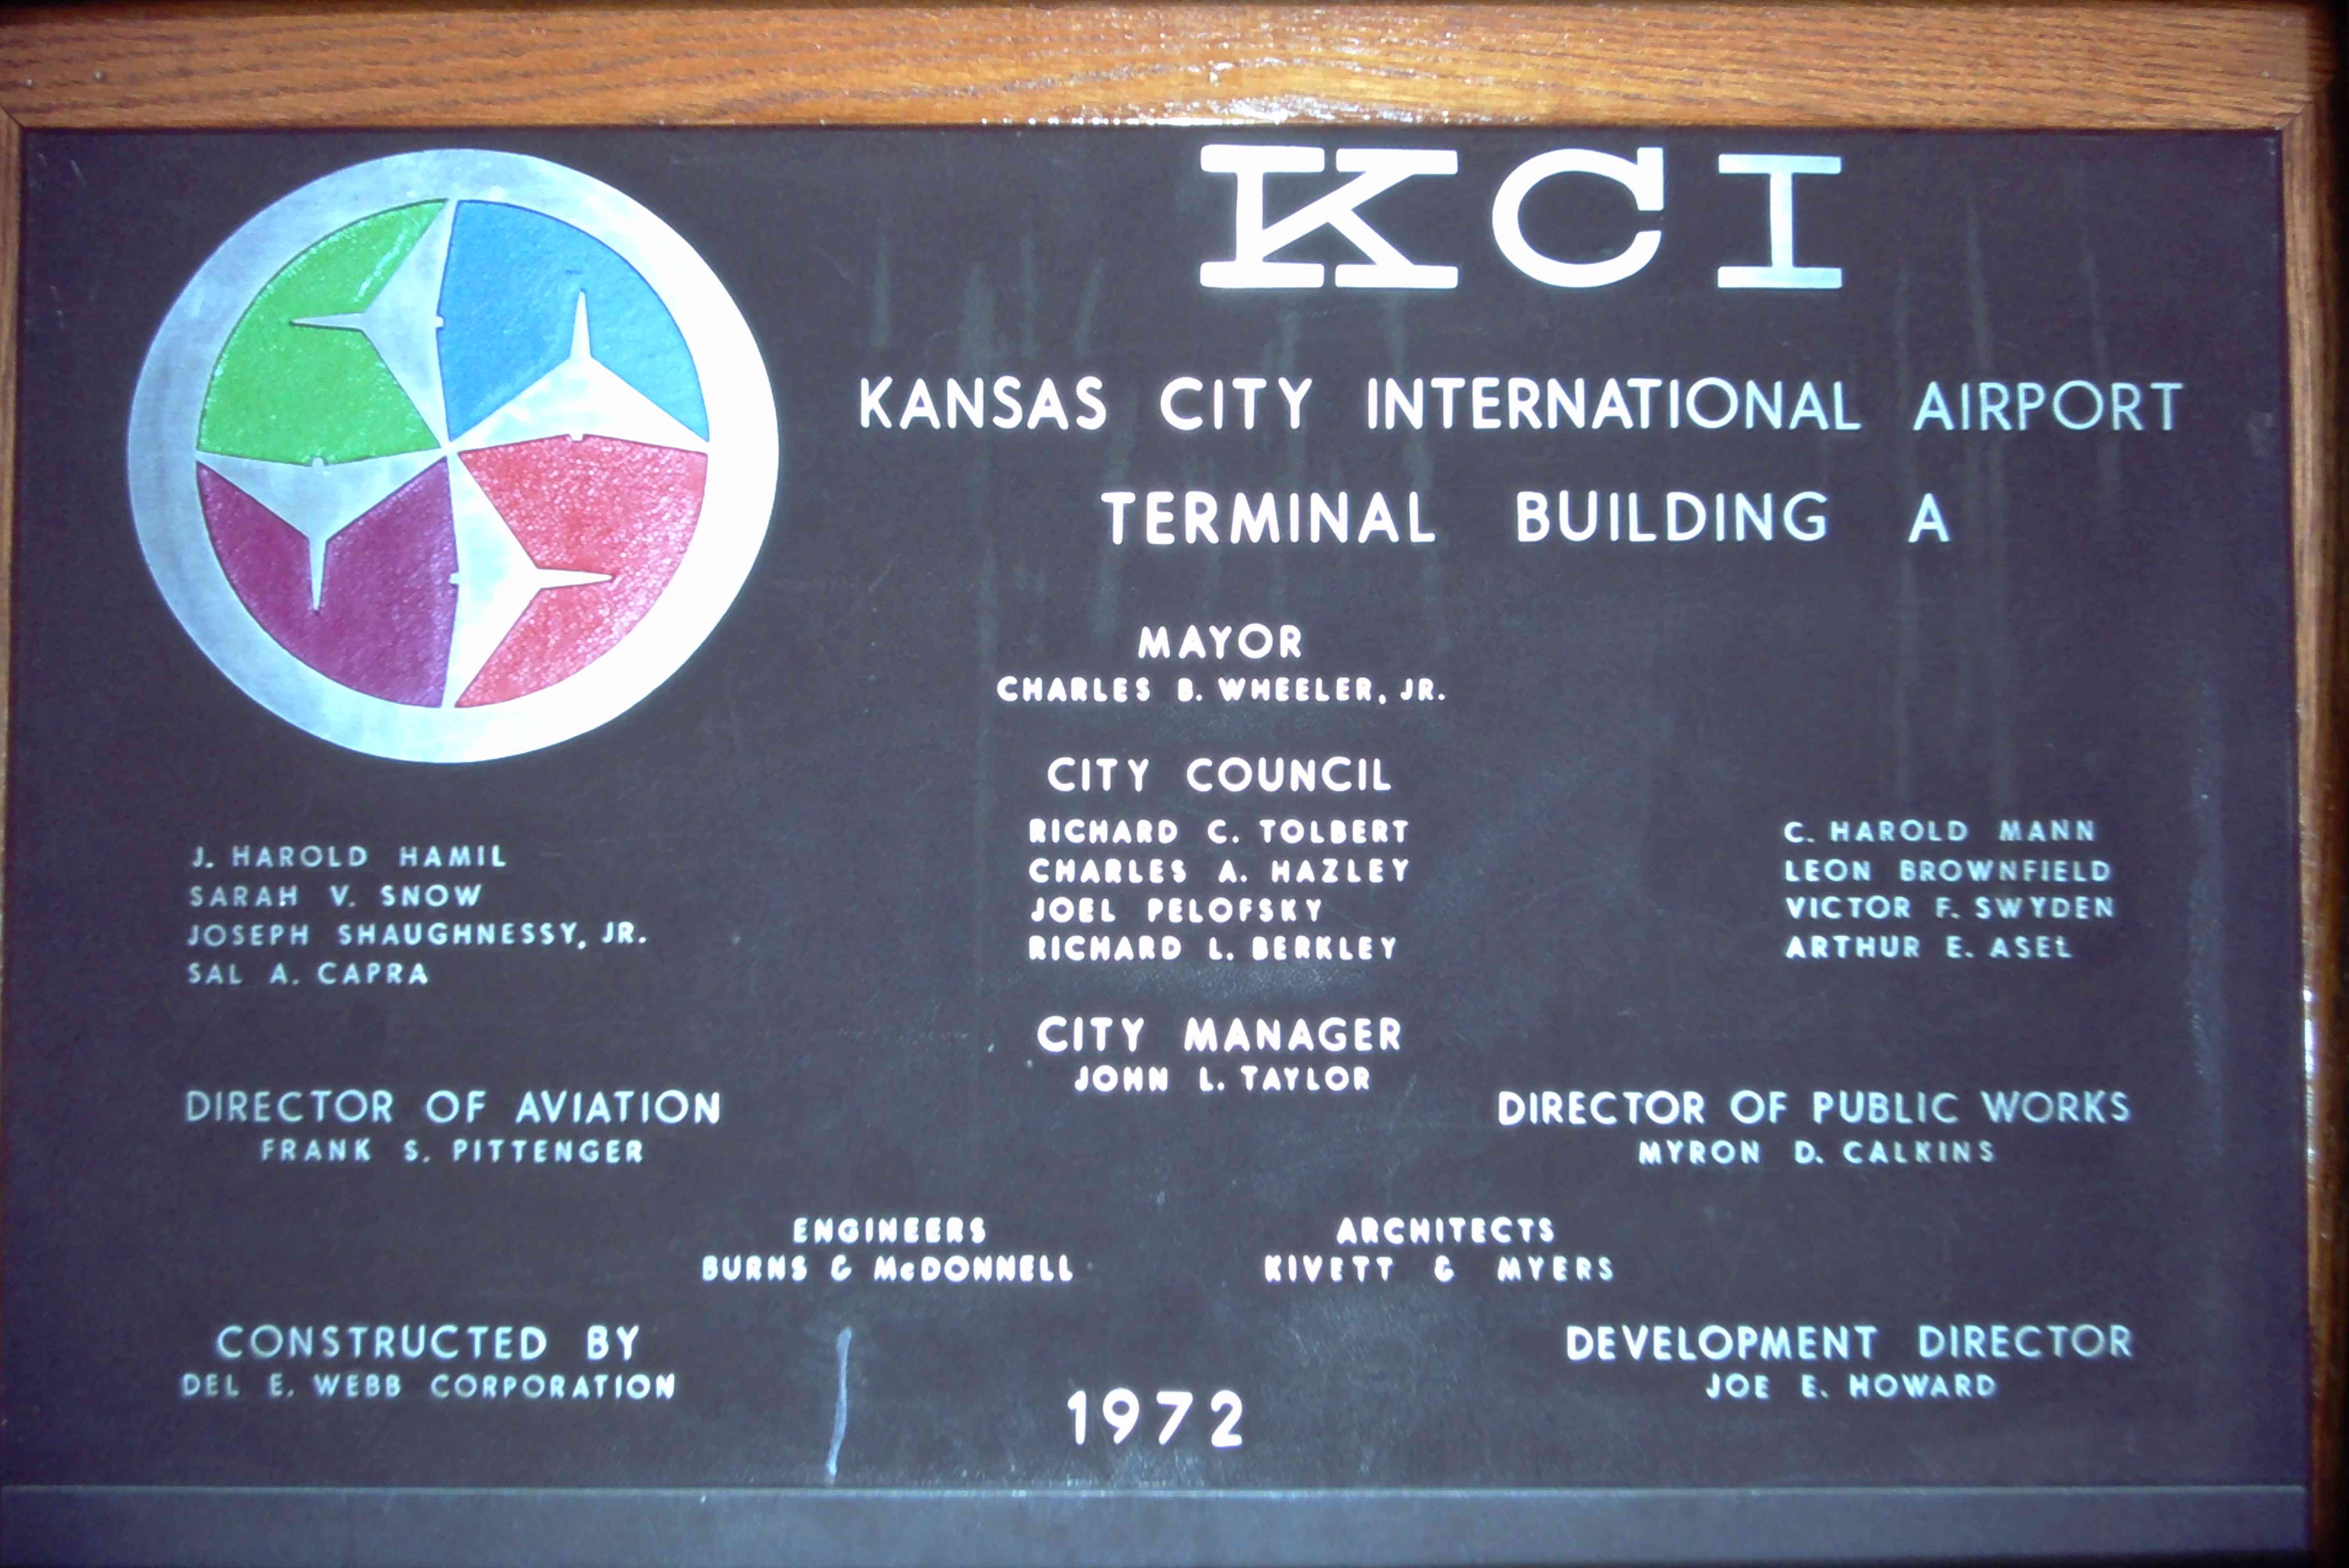 KCI
KANSAS CITY INTERNATIONAL AIRPORT
TERMINAL BUILDING A
MAYOR
CHARLES B. WHEELER, JR.
CITY COUNCIL
J. HAROLD HAMIL
SARAH V. SNOW
JOSEPH SHAUGHNESSY, JR.
SAL A. CAPRA
RICHARD C. TOLBERT
CHARLES A. HAZLEY
JOEL PELOFSKY
RICHARD L. BERKLEY
C. HAROLD MANN
LEON BROWNFIELD
VICTOR F. SWYDEN
ARTHUR E. ASEL
CITY MANAGER
JOHN L. TAYLOR
DIRECTOR OF AVIATION
FRANK S. PITTENGER
DIRECTOR OF PUBLIC WORKS
MYRON D. CALKINS
ENGINEERS
BURNS & McDONNELL
ARCHITECTS
KIVETT & MYERS
CONSTRUCTED BY
DEL E. WEBB CORPORATION
DEVELOPMENT DIRECTOR
JOE E. HOWARD
1972